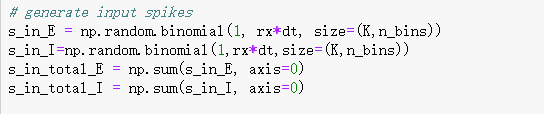 # generate input spikes
s_in_E = np.random.binomial(1, rx*dt, size=(K,n_bins))
s_in_I=np.random.binomial(1,rx*dt,size=(K,n_bins))
s_in_total_E = np.sum(s_in_E, axis=0)
s_in_total_I = np.sum(s_in_I, axis=0)